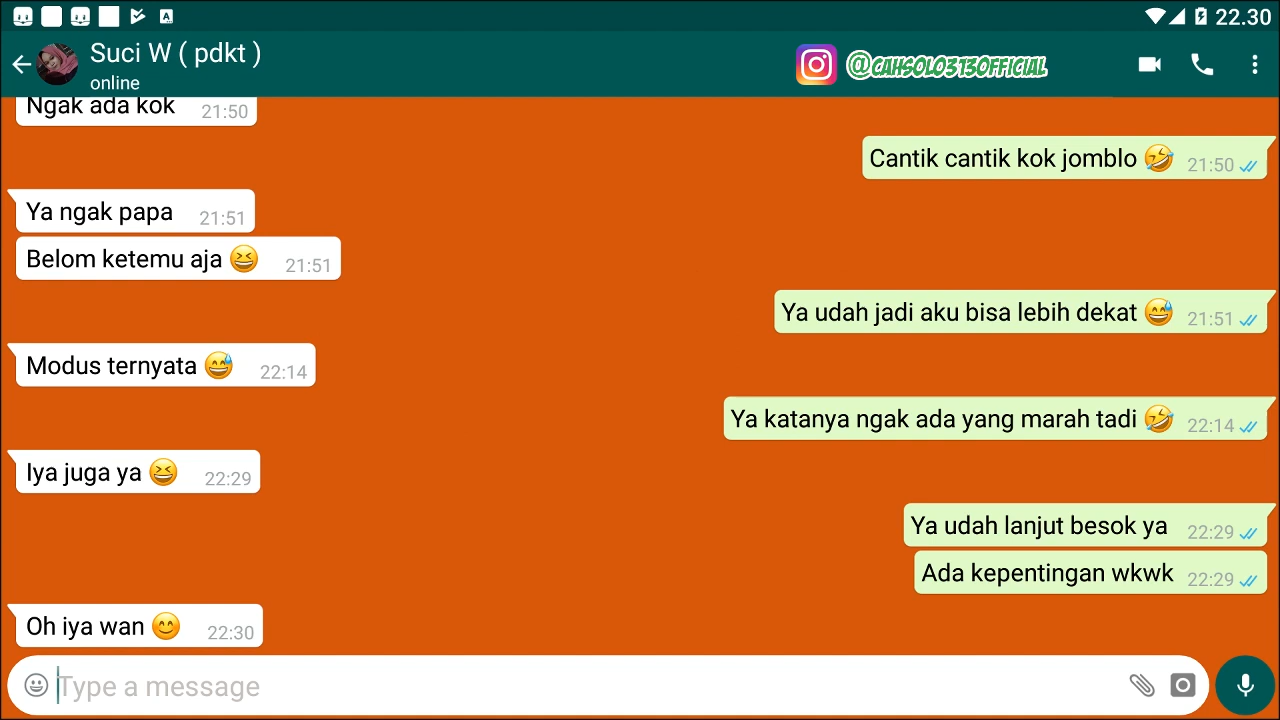 22.30
Suci W ( pdkt )
online
@CAHSOLO313OFFICIAL
Ngak ada kok 21:50
Cantik cantik kok jomblo 🤣 21:50
Ya ngak papa 21:51
Belom ketemu aja 😆 21:51
Ya udah jadi aku bisa lebih dekat 😅 21:51
Modus ternyata 😅 22:14
Ya katanya ngak ada yang marah tadi 🤣 22:14
Iya juga ya 😆 22:29
Ya udah lanjut besok ya 22:29
Ada kepentingan wkwk 22:29
Oh iya wan 😊 22:30
Type a message